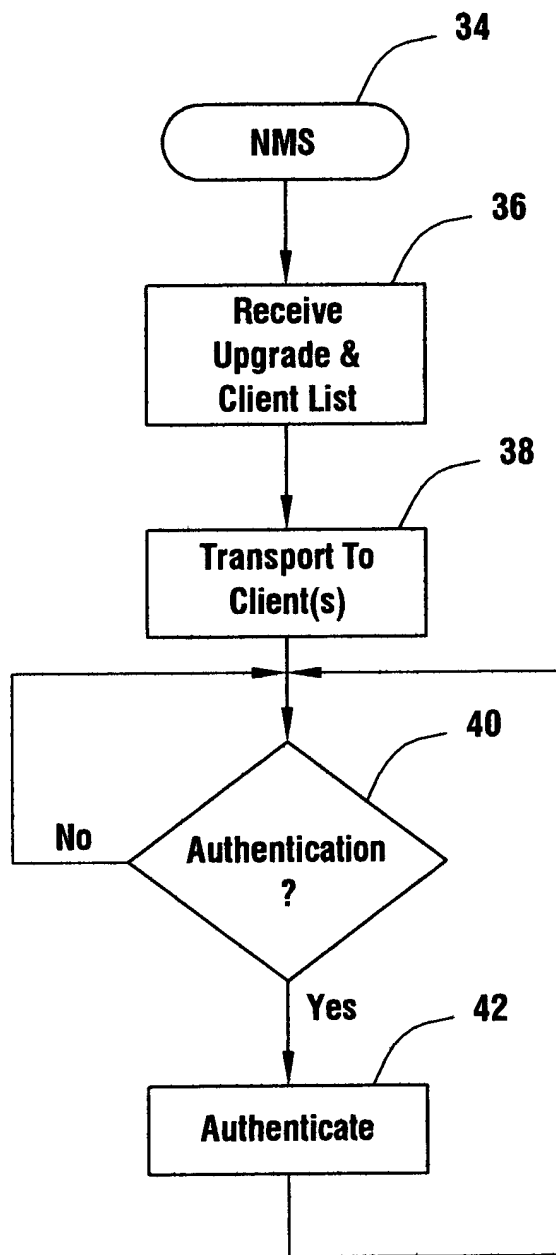 34
NMS
36
Receive
Upgrade &
Client List
38
Transport To
Client(s)
40
Authentication
?
No
Yes
42
Authenticate